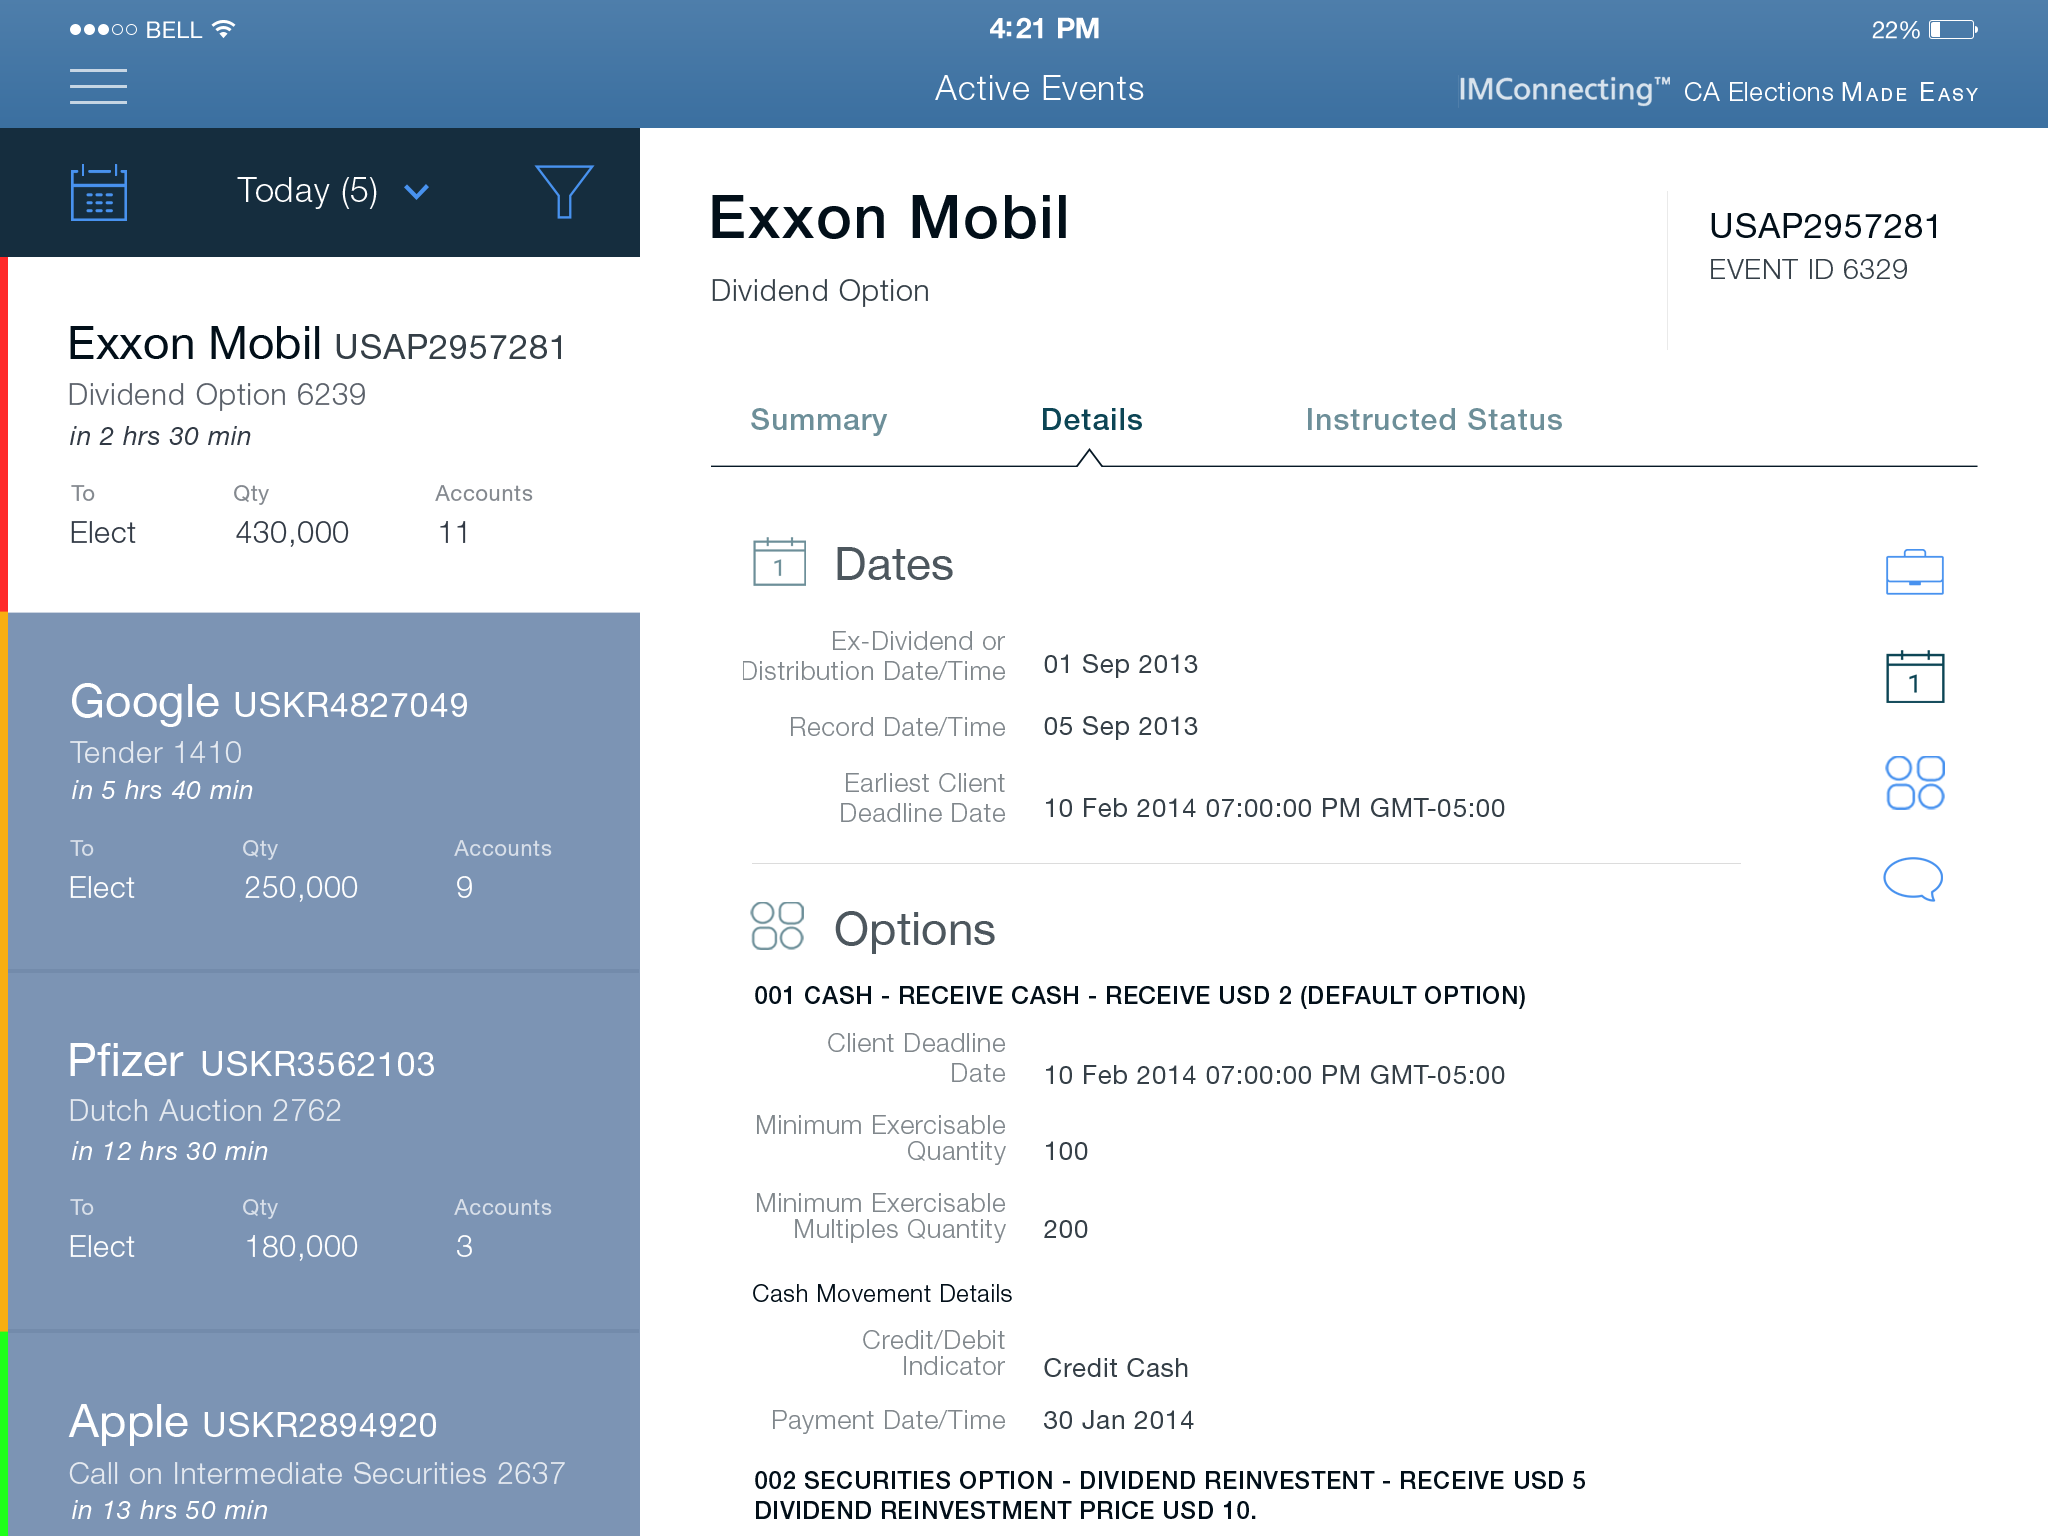 BELL
4:21 PM
22%
Active Events
IMConnecting™ CA Elections MADE EASY
Today (5)
Exxon Mobil USAP2957281
Dividend Option 6239
in 2 hrs 30 min
To Qty Accounts
Elect 430,000 11
Google USKR4827049
Tender 1410
in 5 hrs 40 min
To Qty Accounts
Elect 250,000 9
Pfizer USKR3562103
Dutch Auction 2762
in 12 hrs 30 min
To Qty Accounts
Elect 180,000 3
Apple USKR2894920
Call on Intermediate Securities 2637
in 13 hrs 50 min
Exxon Mobil
Dividend Option
USAP2957281
EVENT ID 6329
Summary Details Instructed Status
1 Dates
Ex-Dividend or
Distribution Date/Time 01 Sep 2013
Record Date/Time 05 Sep 2013
Earliest Client
Deadline Date 10 Feb 2014 07:00:00 PM GMT-05:00
1
Options
001 CASH - RECEIVE CASH - RECEIVE USD 2 (DEFAULT OPTION)
Client Deadline
Date 10 Feb 2014 07:00:00 PM GMT-05:00
Minimum Exercisable
Quantity 100
Minimum Exercisable
Multiples Quantity 200
Cash Movement Details
Credit/Debit
Indicator Credit Cash
Payment Date/Time 30 Jan 2014
002 SECURITIES OPTION - DIVIDEND REINVESTENT - RECEIVE USD 5
DIVIDEND REINVESTMENT PRICE USD 10.